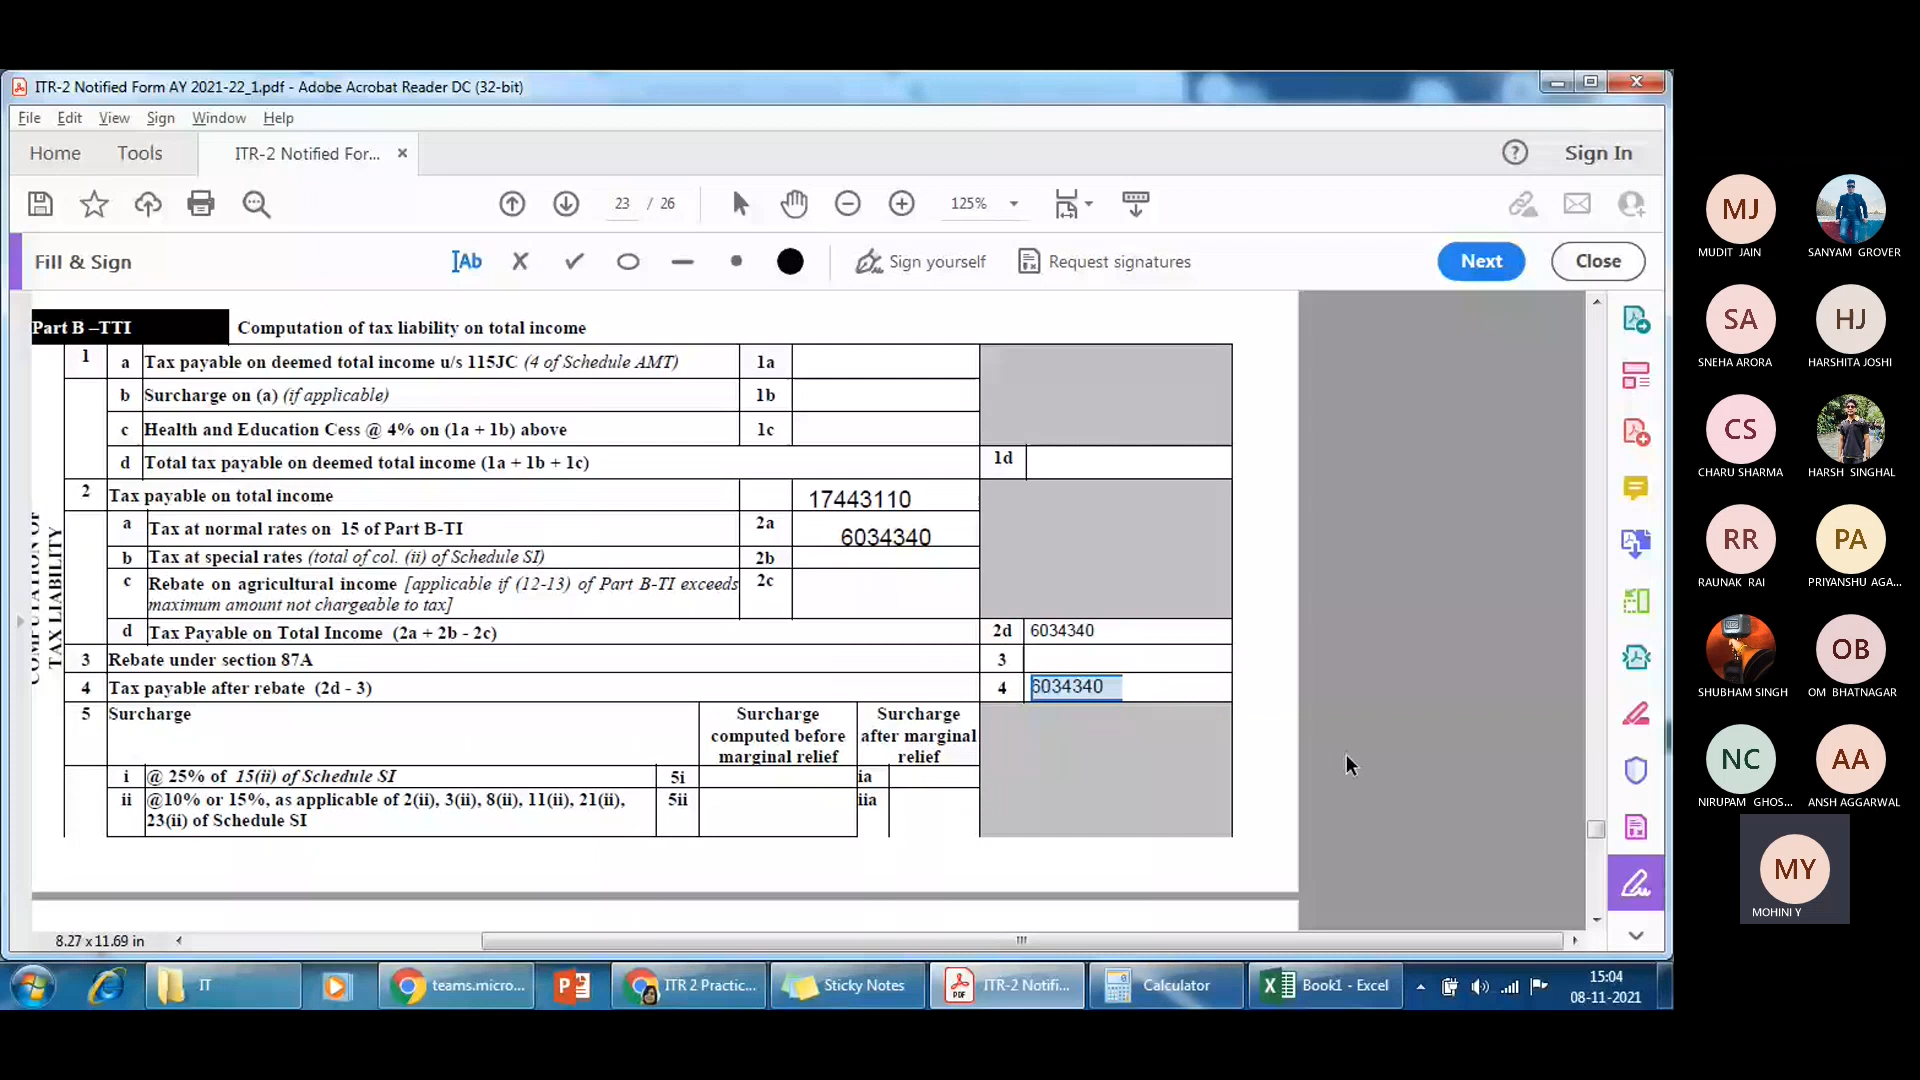 ITR-2 Notified Form AY 2021-22_1.pdf - Adobe Acrobat Reader DC (32-bit)
File Edit View Sign Window Help
Home Tools ITR-2 Notified For... × Sign In
23 / 26 125%
Fill & Sign Ab Sign yourself Request signatures Next Close
Part B –TTI Computation of tax liability on total income
COMPUTATION OF
TAX LIABILITY
1 a Tax payable on deemed total income u/s 115JC (4 of Schedule AMT) 1a
b Surcharge on (a) (if applicable) 1b
c Health and Education Cess @ 4% on (1a + 1b) above 1c
d Total tax payable on deemed total income (1a + 1b + 1c) 1d
2 Tax payable on total income 17443110
a Tax at normal rates on 15 of Part B-TI 2a 6034340
b Tax at special rates (total of col. (ii) of Schedule SI) 2b
c Rebate on agricultural income [applicable if (12-13) of Part B-TI exceeds 2c
maximum amount not chargeable to tax]
d Tax Payable on Total Income (2a + 2b - 2c) 2d 6034340
3 Rebate under section 87A 3
4 Tax payable after rebate (2d - 3) 4 6034340
5 Surcharge Surcharge computed before marginal relief Surcharge after marginal relief
i @ 25% of 15(ii) of Schedule SI 5i ia
ii @10% or 15%, as applicable of 2(ii), 3(ii), 8(ii), 11(ii), 21(ii), 5ii iia
23(ii) of Schedule SI
8.27 x 11.69 in
IT teams.micro... ITR 2 Practic... Sticky Notes ITR-2 Notifi... Calculator Book1 - Excel
15:04
08-11-2021
MJ
MUDIT JAIN SANYAM GROVER
SA HJ
SNEHA ARORA HARSHITA JOSHI
CS
CHARU SHARMA HARSH SINGHAL
RR PA
RAUNAK RAI PRIYANSHU AGA...
OB
SHUBHAM SINGH OM BHATNAGAR
NC AA
NIRUPAM GHOS... ANSH AGGARWAL
MY
MOHINI Y